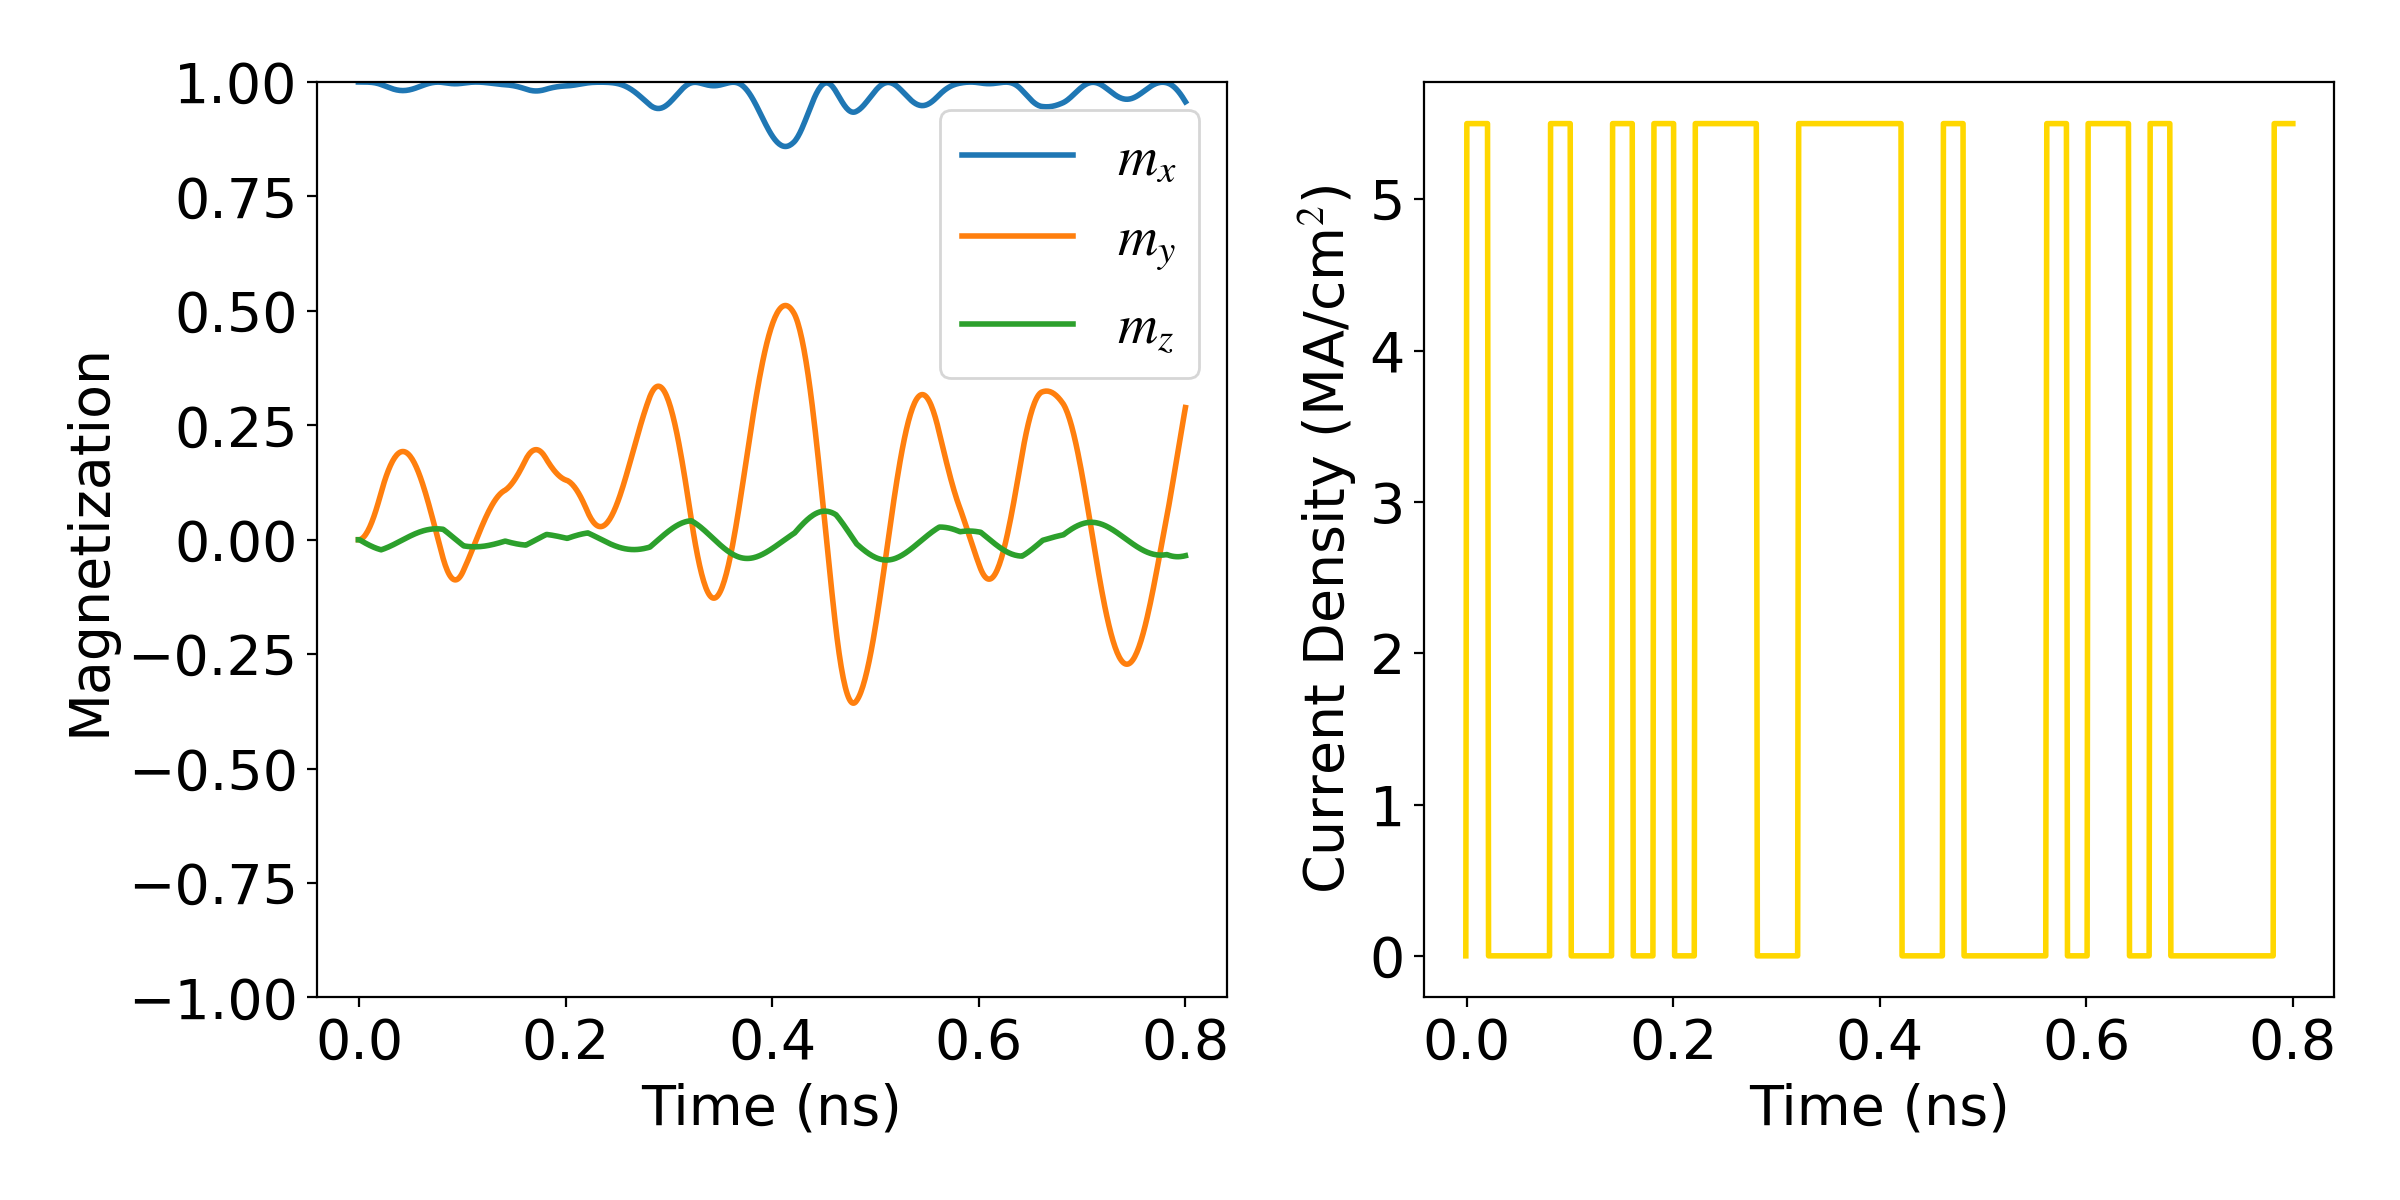 1.00
0.75
0.50
0.25
0.00
−0.25
−0.50
−0.75
−1.00
Magnetization
0.0 0.2 0.4 0.6 0.8
Time (ns)
m_x
m_y
m_z
5
4
3
2
1
0
Current Density (MA/cm²)
0.0 0.2 0.4 0.6 0.8
Time (ns)